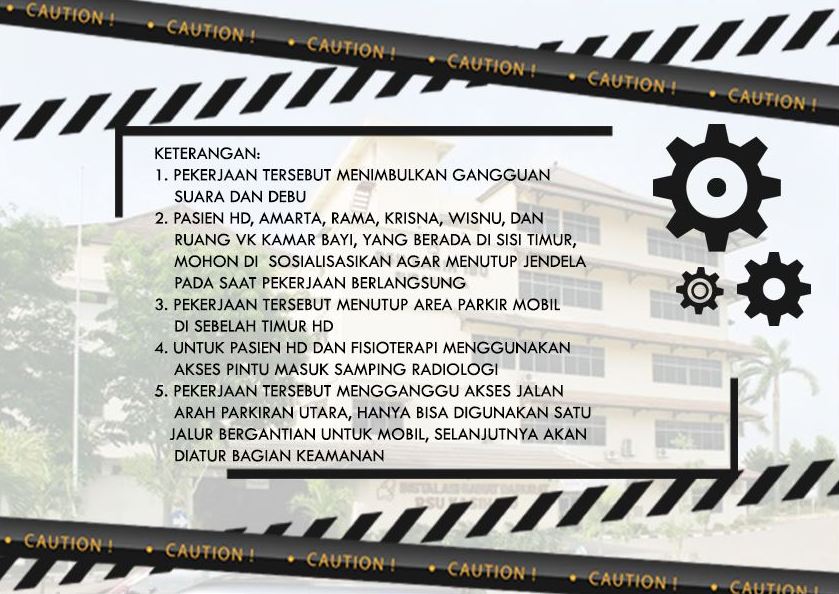 • CAUTION ! • CAUTION ! • CAUTION ! • CAUTION ! • CAUTION ! • CAUTION !
KETERANGAN:
1. PEKERJAAN TERSEBUT MENIMBULKAN GANGGUAN
SUARA DAN DEBU
2. PASIEN HD, AMARTA, RAMA, KRISNA, WISNU, DAN
RUANG VK KAMAR BAYI, YANG BERADA DI SISI TIMUR,
MOHON DI SOSIALISASIKAN AGAR MENUTUP JENDELA
PADA SAAT PEKERJAAN BERLANGSUNG
3. PEKERJAAN TERSEBUT MENUTUP AREA PARKIR MOBIL
DI SEBELAH TIMUR HD
4. UNTUK PASIEN HD DAN FISIOTERAPI MENGGUNAKAN
AKSES PINTU MASUK SAMPING RADIOLOGI
5. PEKERJAAN TERSEBUT MENGGANGGU AKSES JALAN
ARAH PARKIRAN UTARA, HANYA BISA DIGUNAKAN SATU
JALUR BERGANTIAN UNTUK MOBIL, SELANJUTNYA AKAN
DIATUR BAGIAN KEAMANAN
INSTALASI GAWAT DARURAT
RSU
• CAUTION ! • CAUTION ! • CAUTION ! • CAUTION ! • CAUTION ! • CAUTION !